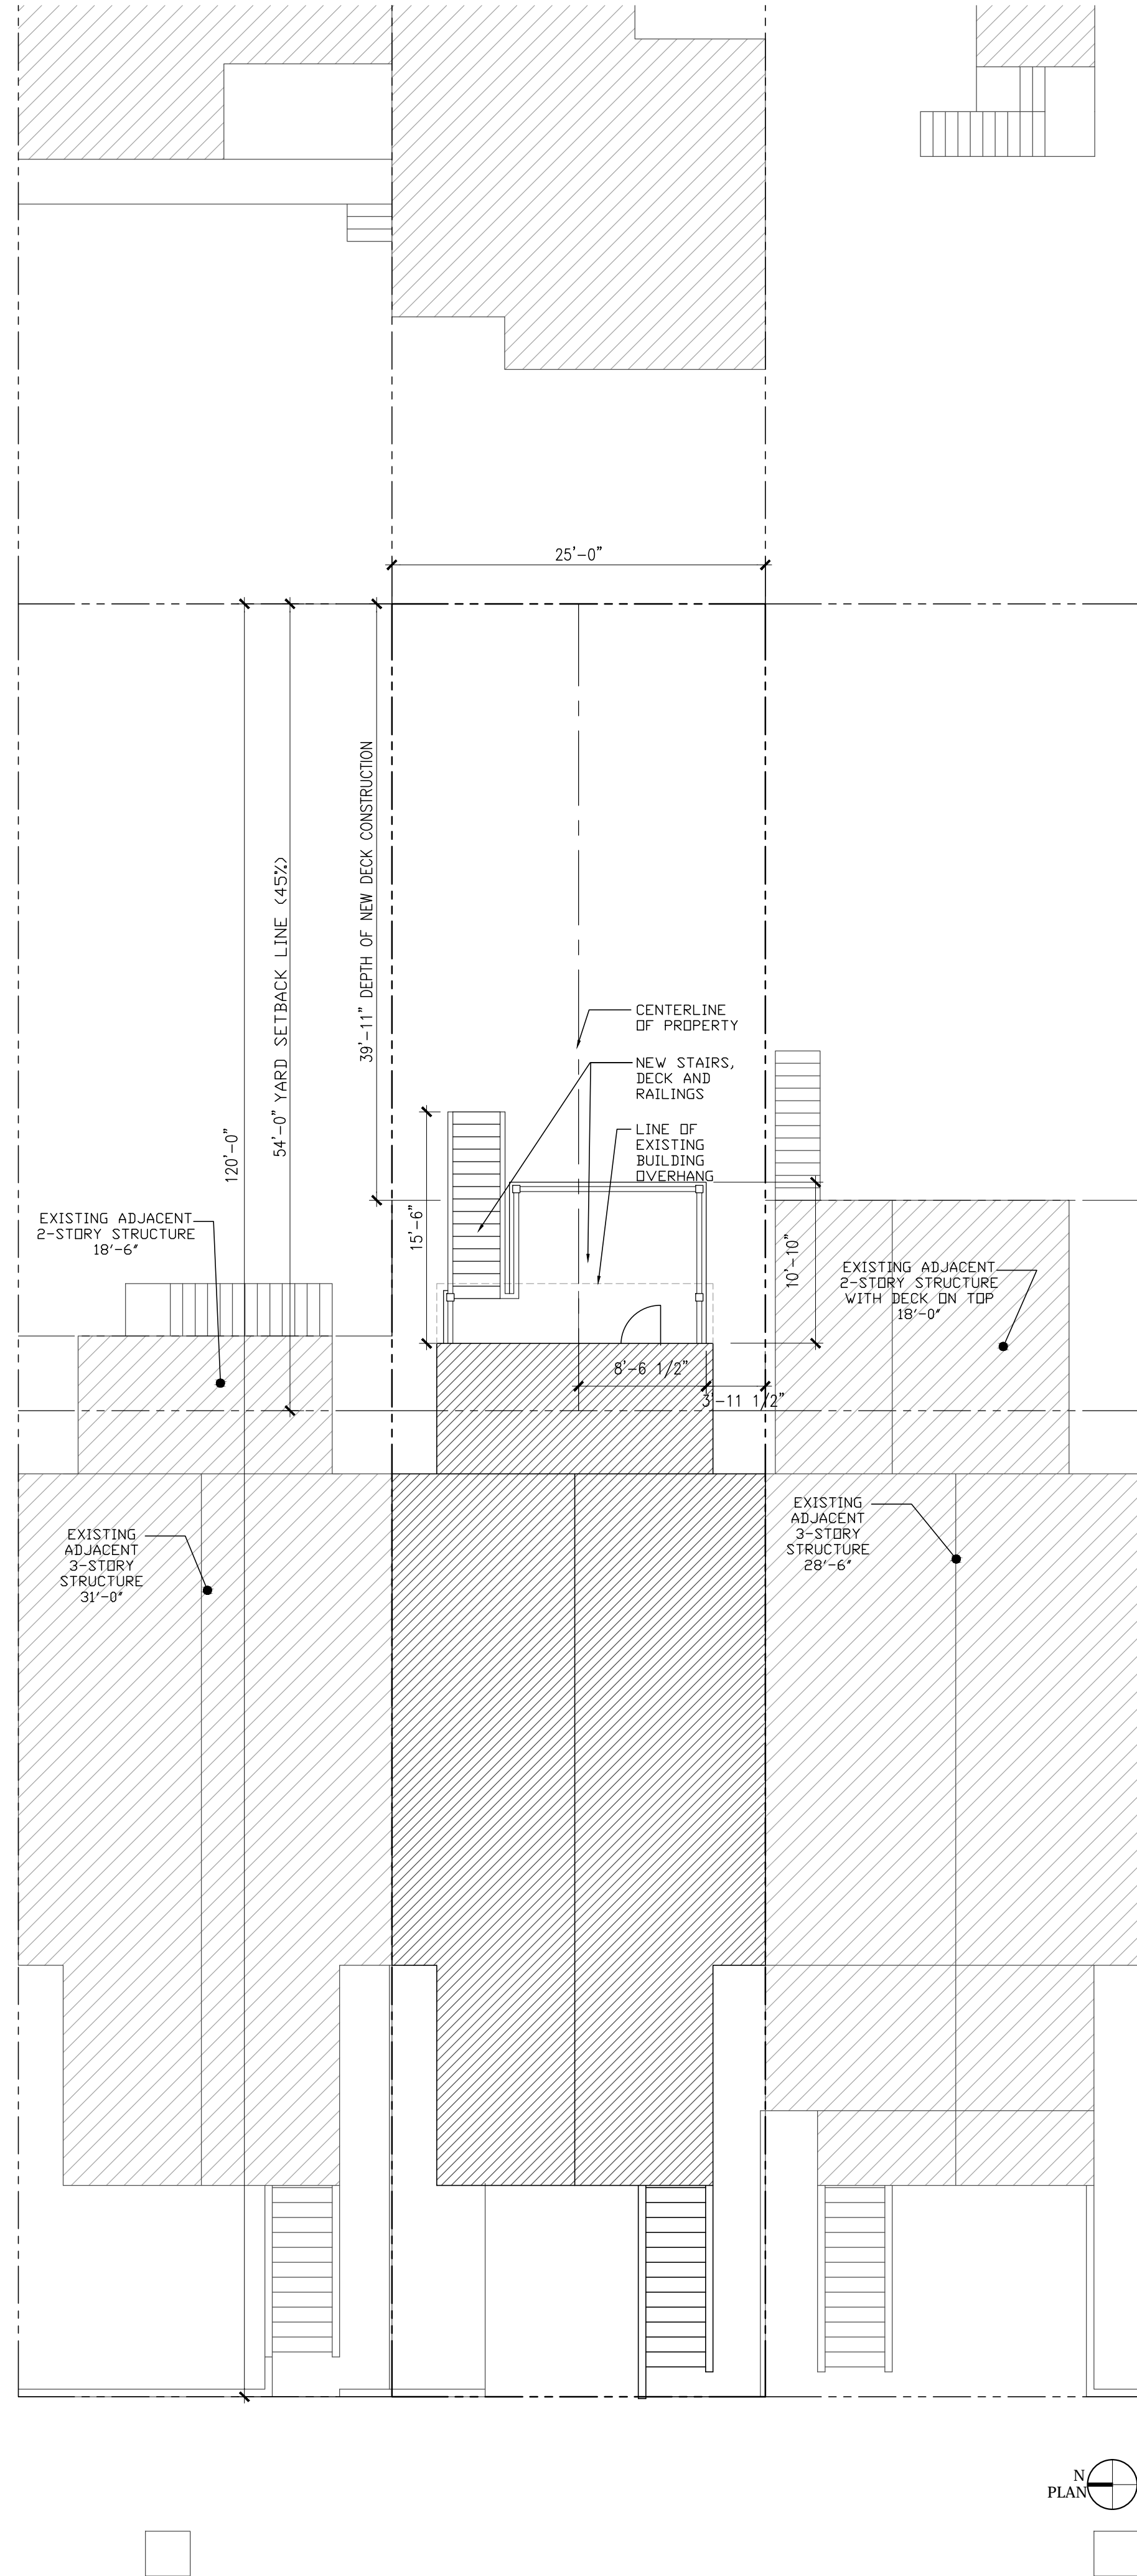 25'-0"
39'-11" DEPTH OF NEW DECK CONSTRUCTION
54'-0" YARD SETBACK LINE (45%)
120'-0"
CENTERLINE
OF PROPERTY
NEW STAIRS,
DECK AND
RAILINGS
LINE OF
EXISTING
BUILDING
OVERHANG
15'-6"
10'-10"
EXISTING ADJACENT
2-STORY STRUCTURE
18'-6"
EXISTING ADJACENT
2-STORY STRUCTURE
WITH DECK ON TOP
18'-0"
8'-6 1/2"
3'-11 1/2"
EXISTING
ADJACENT
3-STORY
STRUCTURE
31'-0"
EXISTING
ADJACENT
3-STORY
STRUCTURE
28'-6"
N
PLAN